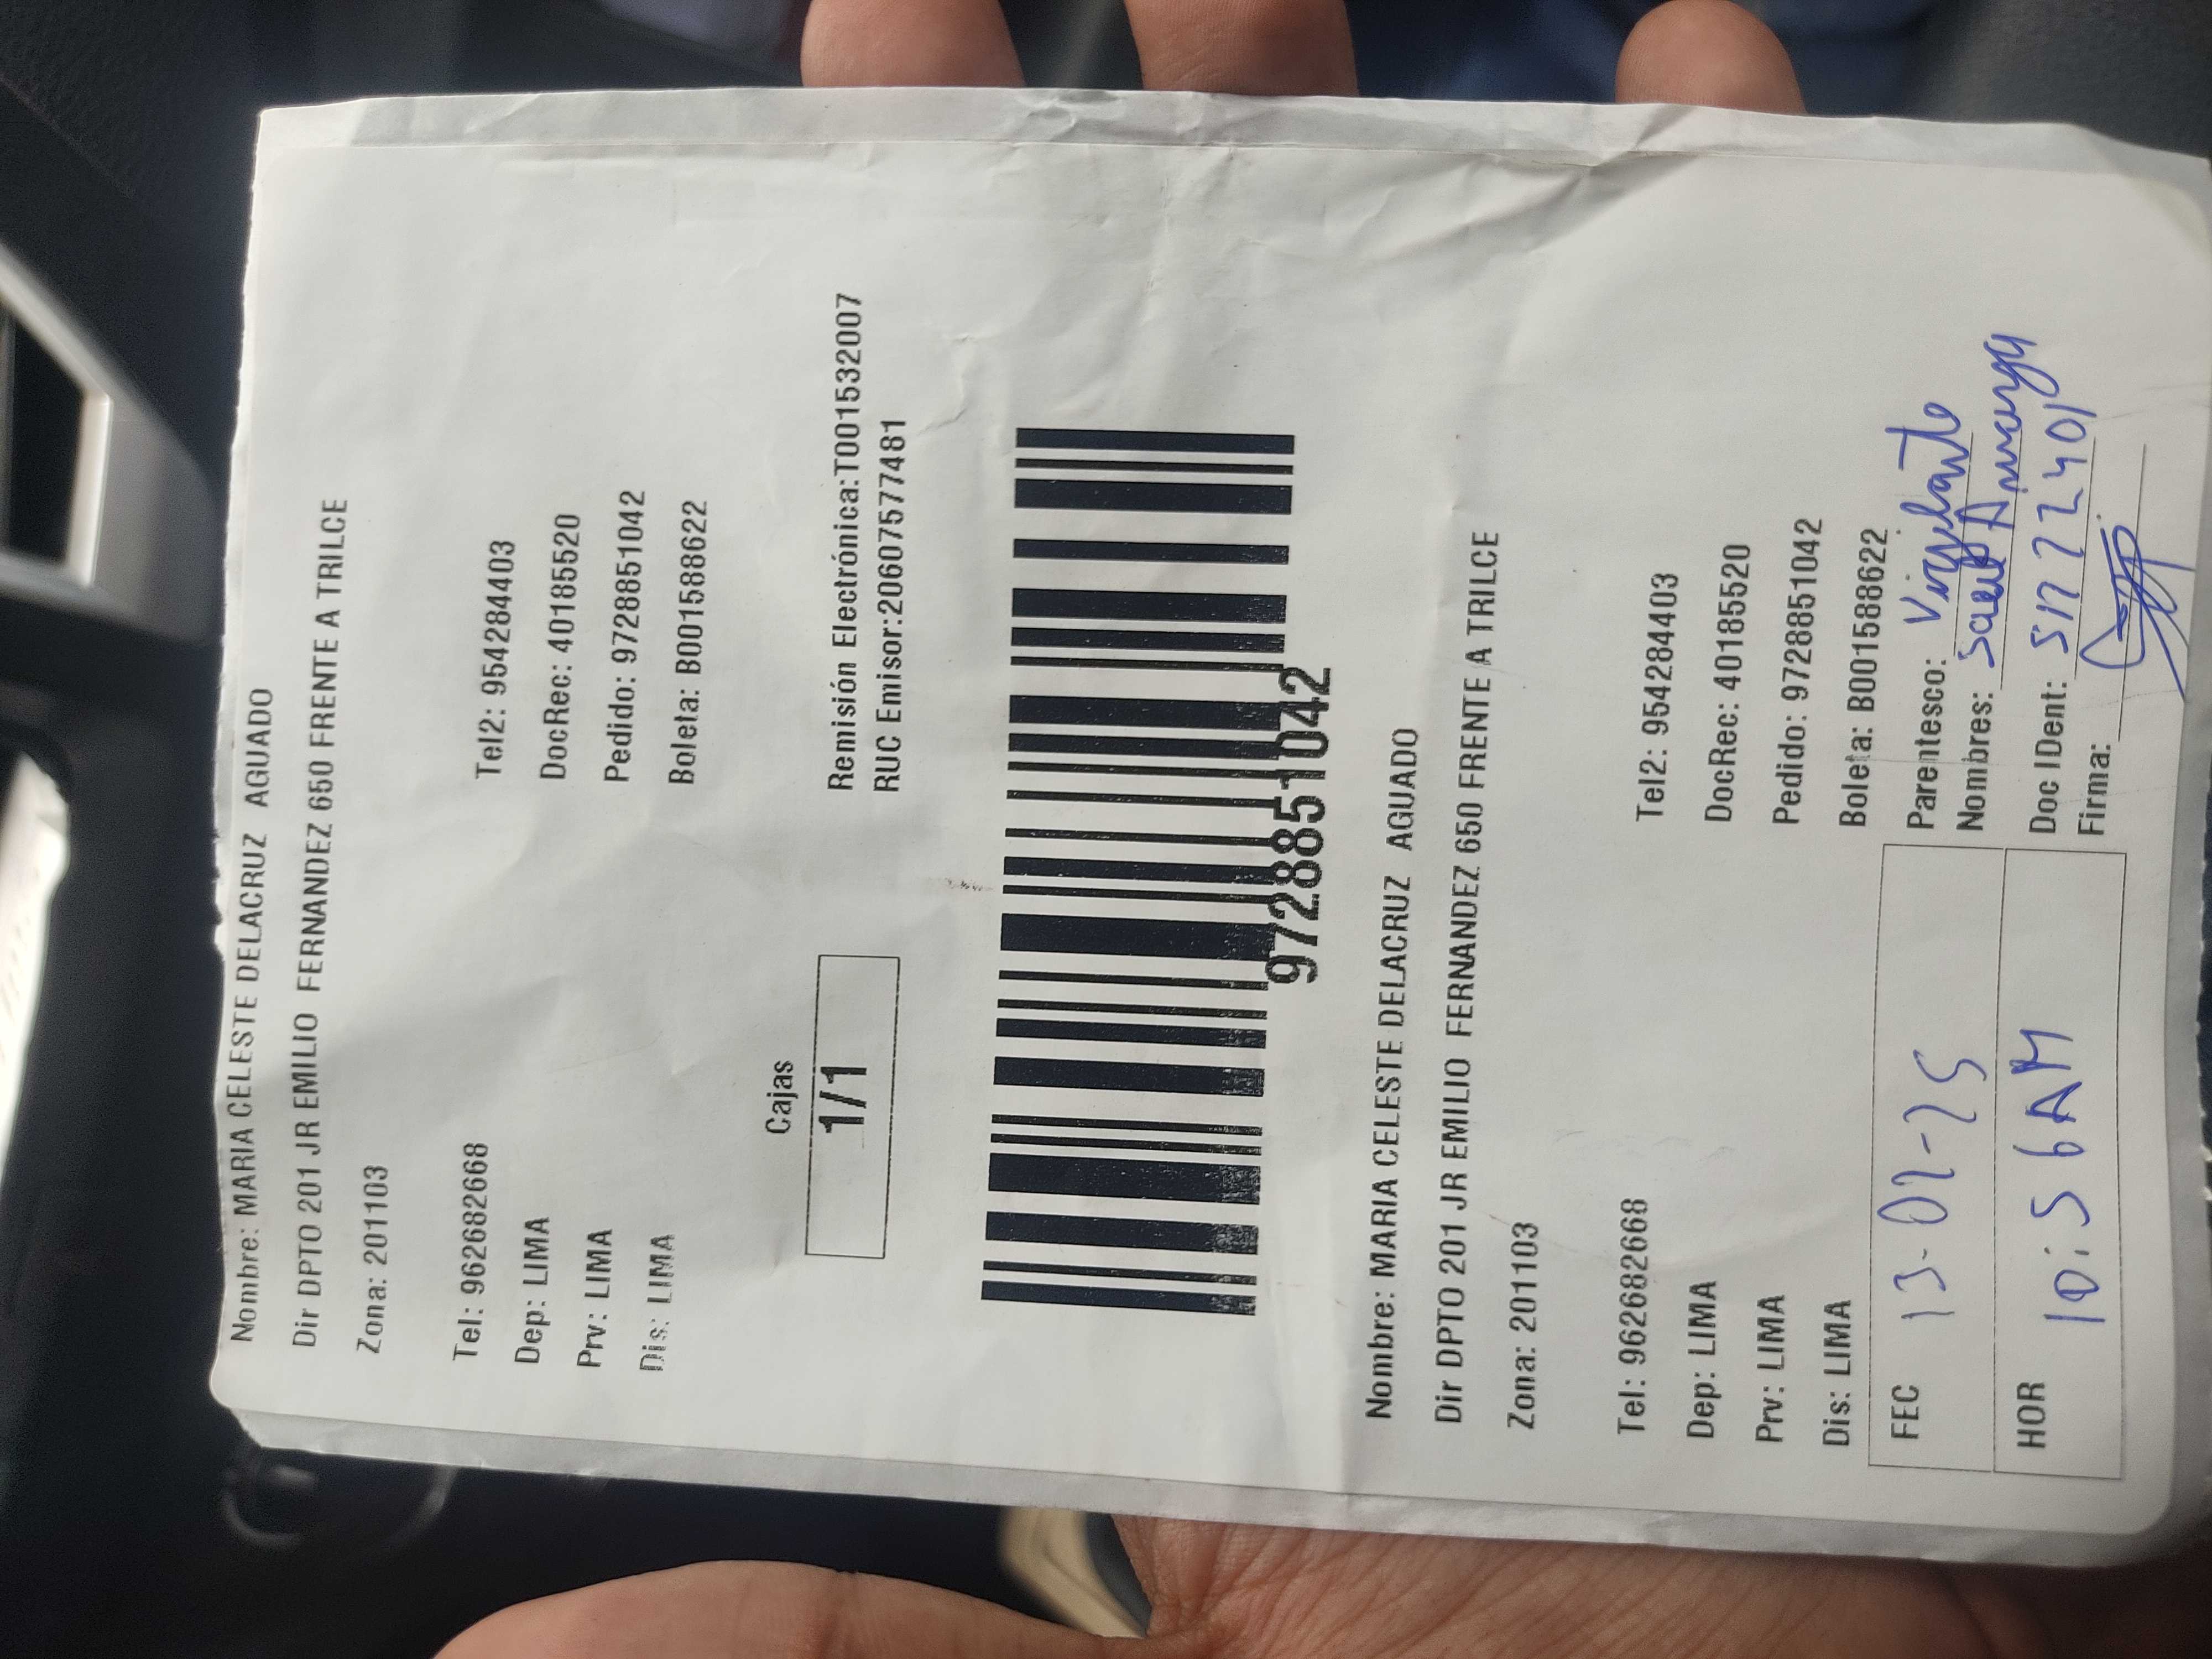 Nombre: MARIA CELESTE DELACRUZ AGUADO
Dir DPTO 201 JR EMILIO FERNANDEZ 650 FRENTE A TRILCE
Zona: 201103
Tel: 962682668 Tel2: 954284403
Dep: LIMA DocRec: 40185520
Prv: LIMA Pedido: 9728851042
Dis: LIMA Boleta: B001588622
Cajas
1/1
Remisión Electrónica:T001532007
RUC Emisor:20607577481
9728851042
Nombre: MARIA CELESTE DELACRUZ AGUADO
Dir DPTO 201 JR EMILIO FERNANDEZ 650 FRENTE A TRILCE
Zona: 201103
Tel: 962682668 Tel2: 954284403
Dep: LIMA DocRec: 40185520
Prv: LIMA Pedido: 9728851042
Dis: LIMA Boleta: B001588622
FEC 13-02-25 Parentesco: Vigilante
Nombres:
HOR 10:56AM Doc IDent:
Firma: